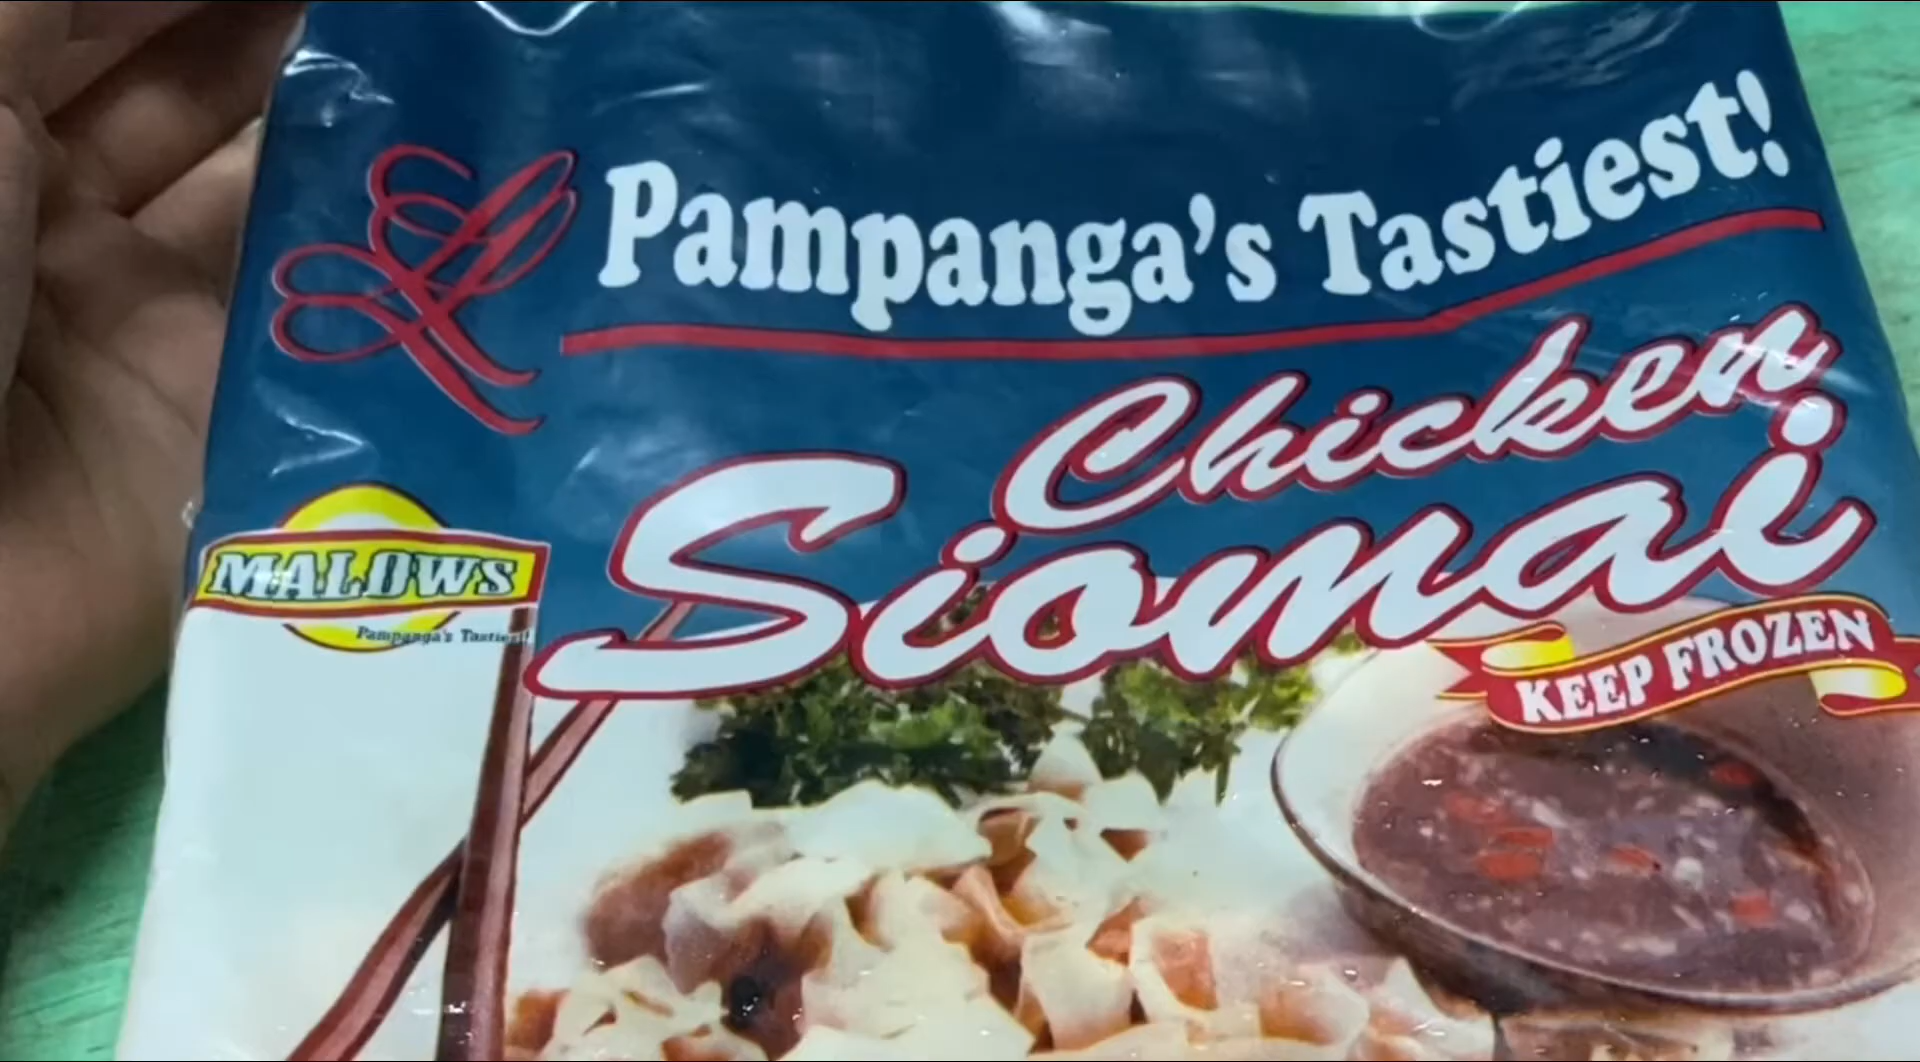 Pampanga's Tastiest!
Chicken
Siomai
MALOWS
Pampanga's Tastiest!
KEEP FROZEN